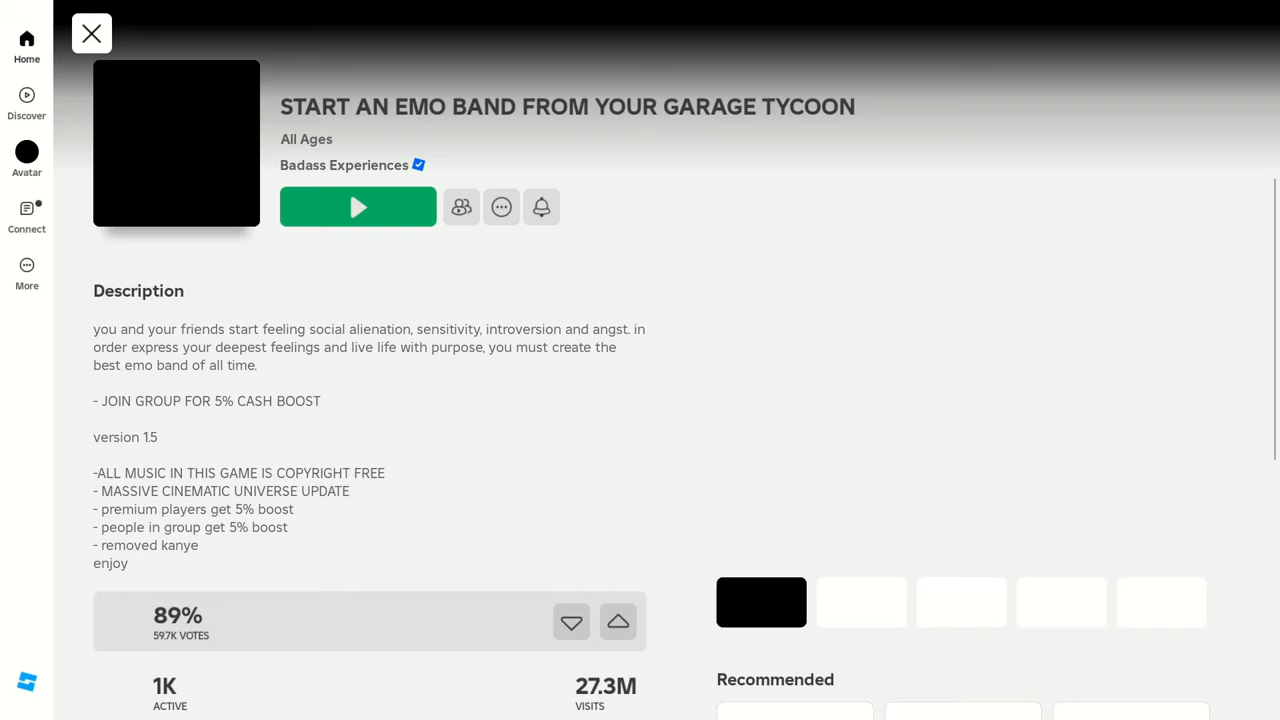 Home
Discover
Avatar
Connect
More
START AN EMO BAND FROM YOUR GARAGE TYCOON
All Ages
Badass Experiences
Description
you and your friends start feeling social alienation, sensitivity, introversion and angst. in
order express your deepest feelings and live life with purpose, you must create the
best emo band of all time.
- JOIN GROUP FOR 5% CASH BOOST
version 1.5
-ALL MUSIC IN THIS GAME IS COPYRIGHT FREE
- MASSIVE CINEMATIC UNIVERSE UPDATE
- premium players get 5% boost
- people in group get 5% boost
- removed kanye
enjoy
89%
59.7K VOTES
1K
ACTIVE
27.3M
VISITS
Recommended